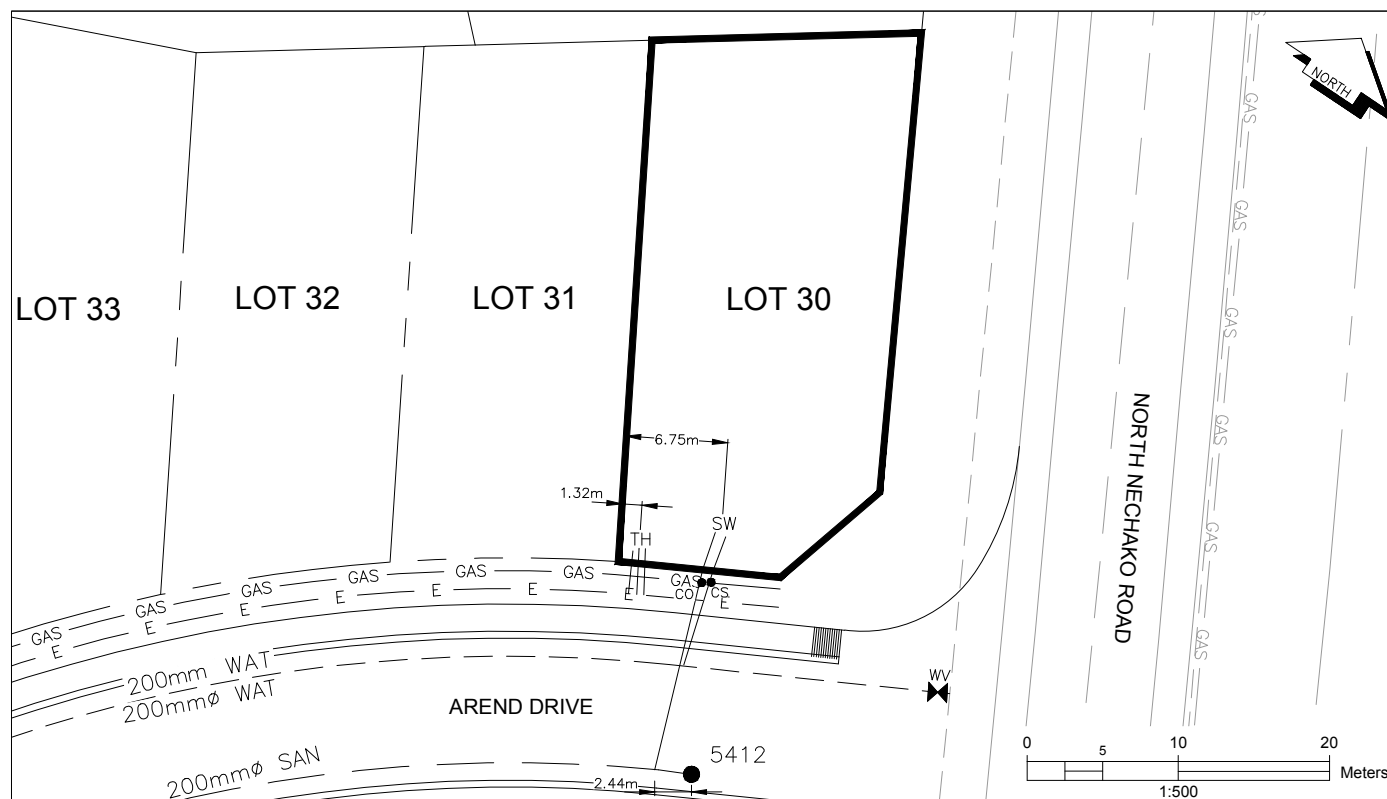 GAS
NORTH
GAS
GAS
LOT 33
LOT 32
LOT 31
LOT 30
GAS
NORTH NECHAKO ROAD
6.75m
GAS
1.32m
SW
TH
GAS
GAS
GAS
GAS
GAS
GAS
GAS
GAS
E
E
E
E
E
E
E
E
CO
CS
GAS
200mm WAT
200mmø WAT
WV
AREND DRIVE
5412
200mmø SAN
2.44m
0
5
10
20
Meters
1:500